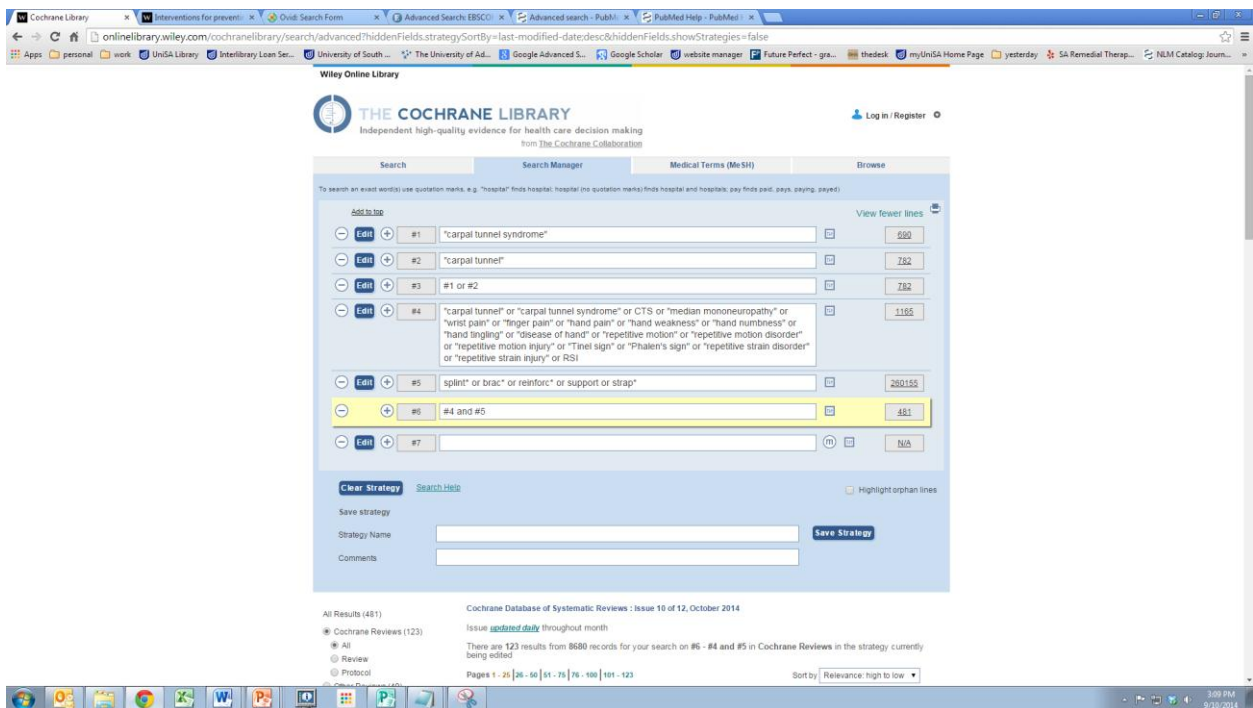 Cochrane Library
Interventions for preventi
Ovid: Search Form
Advanced Search: EBSCO
Advanced search - PubM
PubMed Help - PubMed
onlinelibrary.wiley.com/cochranelibrary/search/advanced?hiddenFields.strategySortBy=last-modified-date;desc&hiddenFields.showStrategies=false
Apps personal work UniSA Library Interlibrary Loan Ser... University of South ... The University of Ad... Google Advanced S... Google Scholar website manager Future Perfect - gra... thedesk myUniSA Home Page yesterday SA Remedial Therap... NLM Catalog: Journ... »
Wiley Online Library
THE COCHRANE LIBRARY
Independent high-quality evidence for health care decision making
from The Cochrane Collaboration
Log in / Register
Search Search Manager Medical Terms (MeSH) Browse
To search an exact word(s) use quotation marks, e.g. "hospital" finds hospital; hospital (no quotation marks) finds hospital and hospitals; pay finds paid, pays, paying, payed)
Add to top View fewer lines
Edit #1 "carpal tunnel syndrome" 690
Edit #2 "carpal tunnel" 782
Edit #3 #1 or #2 782
Edit #4 "carpal tunnel" or "carpal tunnel syndrome" or CTS or "median mononeuropathy" or 1165
"wrist pain" or "finger pain" or "hand pain" or "hand weakness" or "hand numbness" or
"hand tingling" or "disease of hand" or "repetitive motion" or "repetitive motion disorder"
or "repetitive motion injury" or "Tinel sign" or "Phalen's sign" or "repetitive strain disorder"
or "repetitive strain injury" or RSI
Edit #5 splint* or brac* or reinforc* or support or strap* 260155
#6 #4 and #5 481
Edit #7 N/A
Clear Strategy Search Help Highlight orphan lines
Save strategy
Strategy Name Save Strategy
Comments
All Results (481)
Cochrane Reviews (123)
All
Review
Protocol
Cochrane Database of Systematic Reviews : Issue 10 of 12, October 2014
Issue updated daily throughout month
There are 123 results from 8680 records for your search on #6 - #4 and #5 in Cochrane Reviews in the strategy currently
being edited
Pages 1 - 25 | 26 - 50 | 51 - 75 | 76 - 100 | 101 - 123
Sort by Relevance: high to low
3:09 PM
9/10/2014